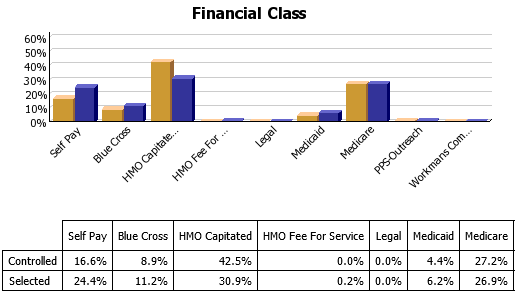 Financial Class
60%
50%
40%
30%
20%
10%
0%
Self Pay
Blue Cross
HMO Capitate...
HMO Fee For ...
Legal
Medicaid
Medicare
PPS-Outreach
Workmans Com...
Self Pay Blue Cross HMO Capitated HMO Fee For Service Legal Medicaid Medicare
Controlled 16.6% 8.9% 42.5% 0.0% 0.0% 4.4% 27.2%
Selected 24.4% 11.2% 30.9% 0.2% 0.0% 6.2% 26.9%